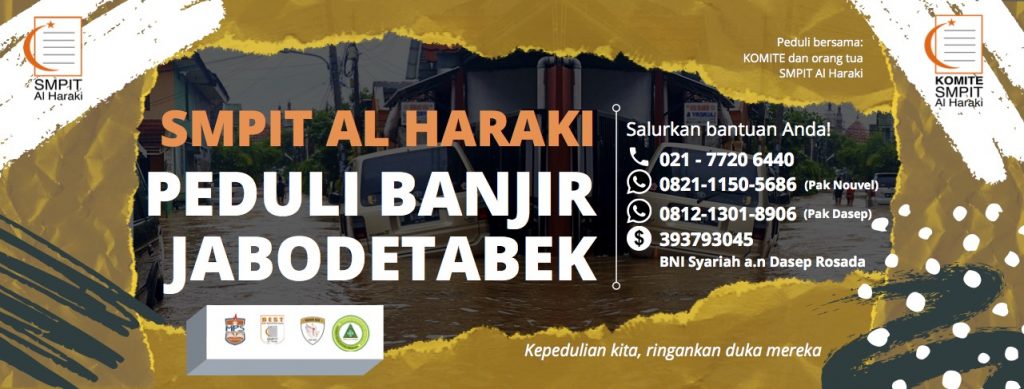 SMPIT
Al Haraki
Peduli bersama:
KOMITE dan orang tua
SMPIT Al Haraki
KOMITE
SMPIT
Al Haraki
SMPIT AL HARAKI
PEDULI BANJIR
JABODETABEK
Salurkan bantuan Anda!
021 - 7720 6440
0821-1150-5686 (Pak Nouvel)
0812-1301-8906 (Pak Dasep)
$ 393793045
BNI Syariah a.n Dasep Rosada
BEST
Kepedulian kita, ringankan duka mereka